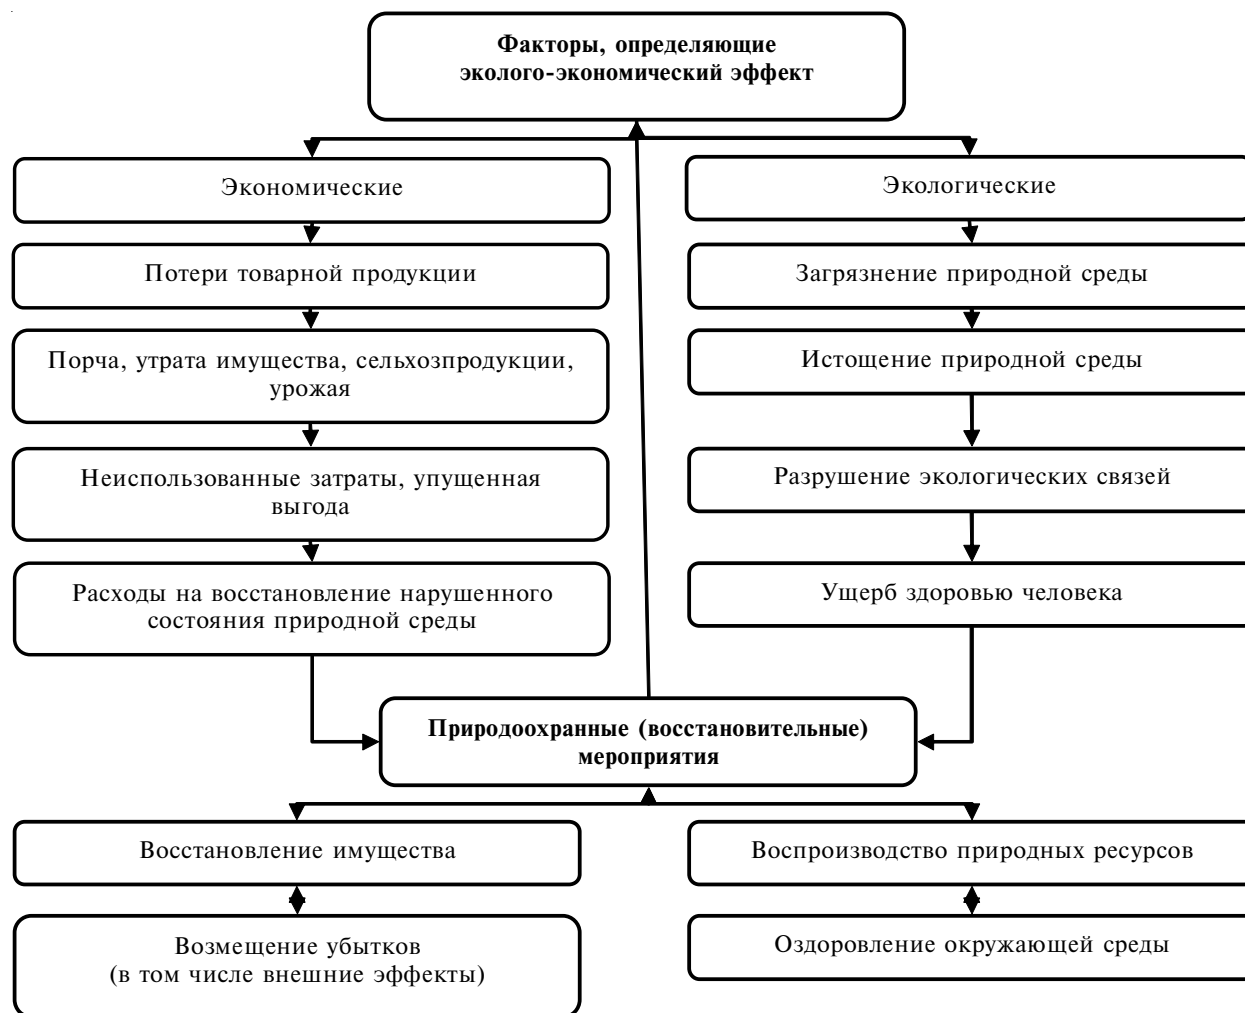 Факторы, определяющие
эколого-экономический эффект
Экономические
Экологические
Потери товарной продукции
Загрязнение природной среды
Порча, утрата имущества, сельхозпродукции,
урожая
Истощение природной среды
Неиспользованные затраты, упущенная
выгода
Разрушение экологических связей
Расходы на восстановление нарушенного
состояния природной среды
Ущерб здоровью человека
Природоохранные (восстановительные)
мероприятия
Восстановление имущества
Воспроизводство природных ресурсов
Возмещение убытков
(в том числе внешние эффекты)
Оздоровление окружающей среды